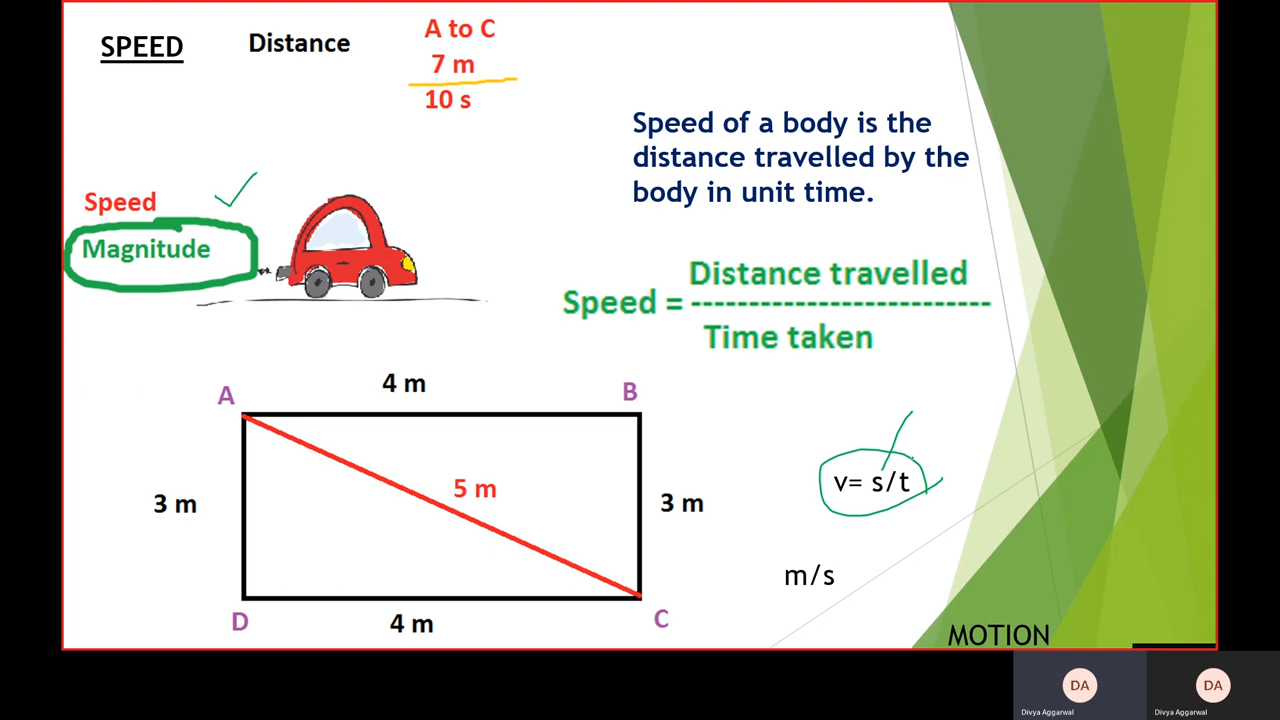 SPEED
Distance
A to C
7 m
10 s
Speed of a body is the
distance travelled by the
body in unit time.
Speed
Magnitude
Distance travelled
Speed = --------------------------
Time taken
4 m
A
B
5 m
3 m
3 m
v= s/t
m/s
D
4 m
C
MOTION
DA
DA
Divya Aggarwal
Divya Aggarwal